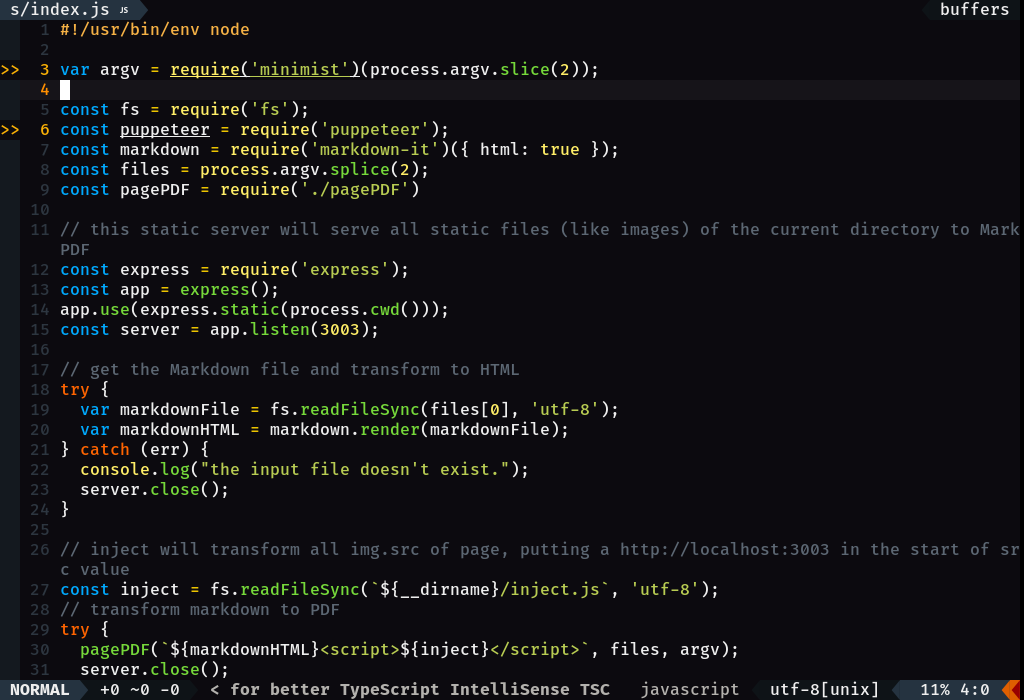 s/index.js JS buffers
1 #!/usr/bin/env node
2
>> 3 var argv = require('minimist')(process.argv.slice(2));
4
5 const fs = require('fs');
>> 6 const puppeteer = require('puppeteer');
7 const markdown = require('markdown-it')({ html: true });
8 const files = process.argv.splice(2);
9 const pagePDF = require('./pagePDF')
10
11 // this static server will serve all static files (like images) of the current directory to Mark
PDF
12 const express = require('express');
13 const app = express();
14 app.use(express.static(process.cwd()));
15 const server = app.listen(3003);
16
17 // get the Markdown file and transform to HTML
18 try {
19   var markdownFile = fs.readFileSync(files[0], 'utf-8');
20   var markdownHTML = markdown.render(markdownFile);
21 } catch (err) {
22   console.log("the input file doesn't exist.");
23   server.close();
24 }
25
26 // inject will transform all img.src of page, putting a http://localhost:3003 in the start of sr
c value
27 const inject = fs.readFileSync(`${__dirname}/inject.js`, 'utf-8');
28 // transform markdown to PDF
29 try {
30   pagePDF(`${markdownHTML}<script>${inject}</script>`, files, argv);
31   server.close();
NORMAL +0 ~0 -0 < for better TypeScript IntelliSense TSC javascript utf-8[unix] 11% 4:0